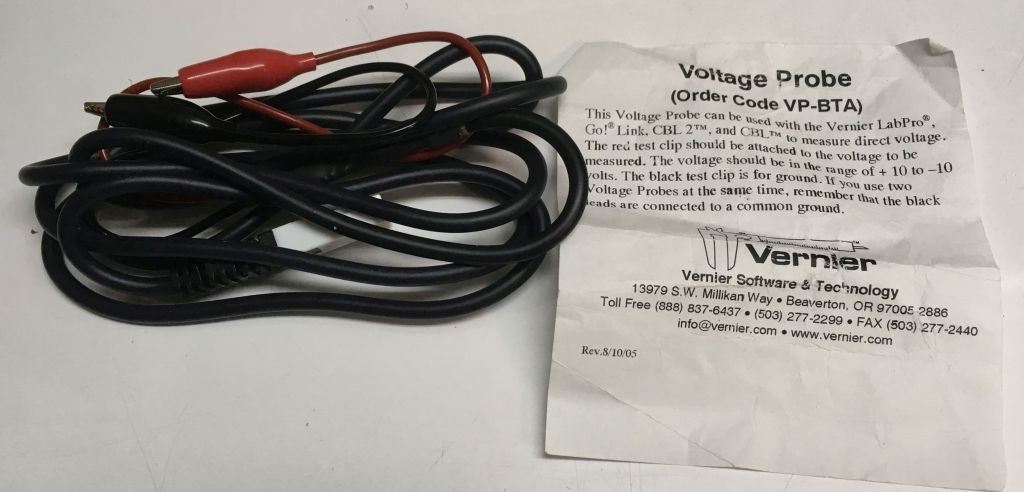 Voltage Probe
(Order Code VP-BTA)
This Voltage Probe can be used with the Vernier LabPro®,
Go!® Link, CBL 2™, and CBL™ to measure direct voltage.
The red test clip should be attached to the voltage to be
measured. The voltage should be in the range of + 10 to –10
volts. The black test clip is for ground. If you use two
Voltage Probes at the same time, remember that the black
leads are connected to a common ground.
Vernier
Vernier Software & Technology
13979 S.W. Millikan Way • Beaverton, OR 97005-2886
Toll Free (888) 837-6437 • (503) 277-2299 • FAX (503) 277-2440
info@vernier.com • www.vernier.com
Rev.8/10/05